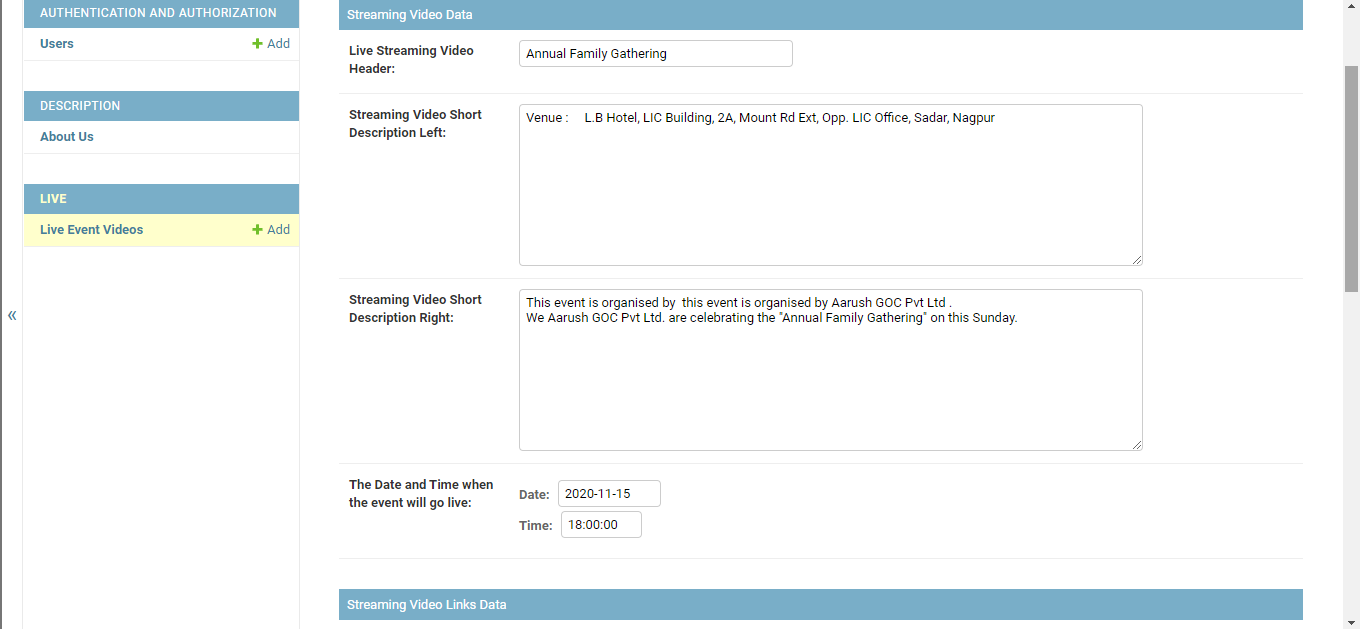 AUTHENTICATION AND AUTHORIZATION
Users
Add
DESCRIPTION
About Us
LIVE
Live Event Videos
Add
«
Streaming Video Data
Live Streaming Video
Header:
Annual Family Gathering
Streaming Video Short
Description Left:
Venue :    L.B Hotel, LIC Building, 2A, Mount Rd Ext, Opp. LIC Office, Sadar, Nagpur
Streaming Video Short
Description Right:
This event is organised by  this event is organised by Aarush GOC Pvt Ltd .
We Aarush GOC Pvt Ltd. are celebrating the "Annual Family Gathering" on this Sunday.
The Date and Time when
the event will go live:
Date: 2020-11-15
Time: 18:00:00
Streaming Video Links Data